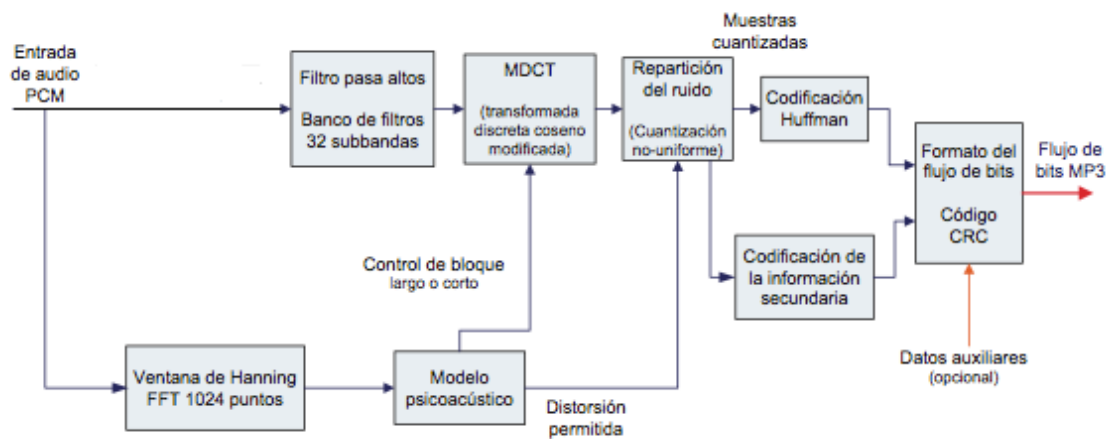 Entrada
de audio
PCM
Filtro pasa altos
Banco de filtros
32 subbandas
MDCT
(transformada
discreta coseno
modificada)
Repartición
del ruido
(Cuantización
no-uniforme)
Muestras
cuantizadas
Codificación
Huffman
Formato del
flujo de bits
Código
CRC
Flujo de
bits MP3
Control de bloque
largo o corto
Codificación de
la información
secundaria
Ventana de Hanning
FFT 1024 puntos
Modelo
psicoacústico
Distorsión
permitida
Datos auxiliares
(opcional)